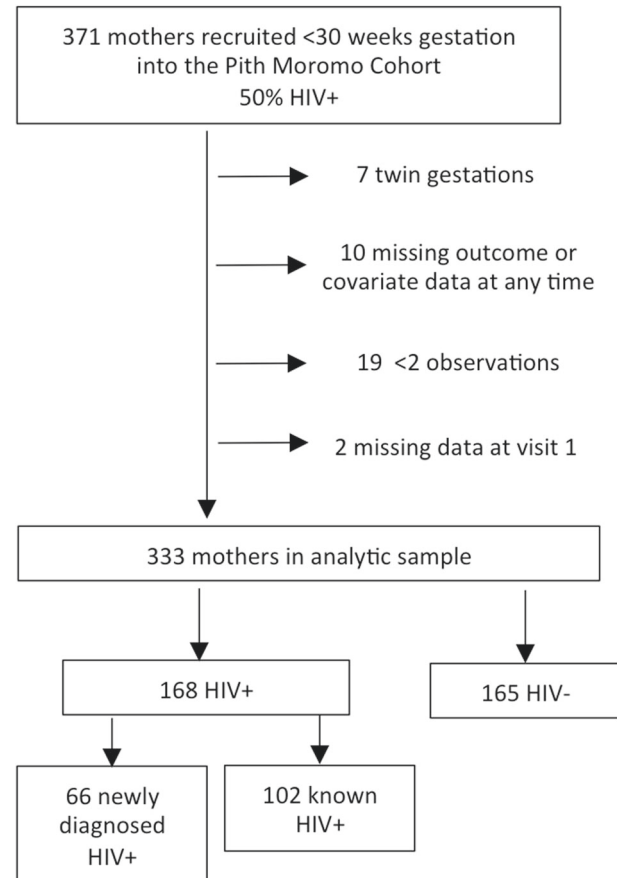 371 mothers recruited <30 weeks gestation
into the Pith Moromo Cohort
50% HIV+
7 twin gestations
10 missing outcome or
covariate data at any time
19 <2 observations
2 missing data at visit 1
333 mothers in analytic sample
168 HIV+
165 HIV-
66 newly
diagnosed
HIV+
102 known
HIV+